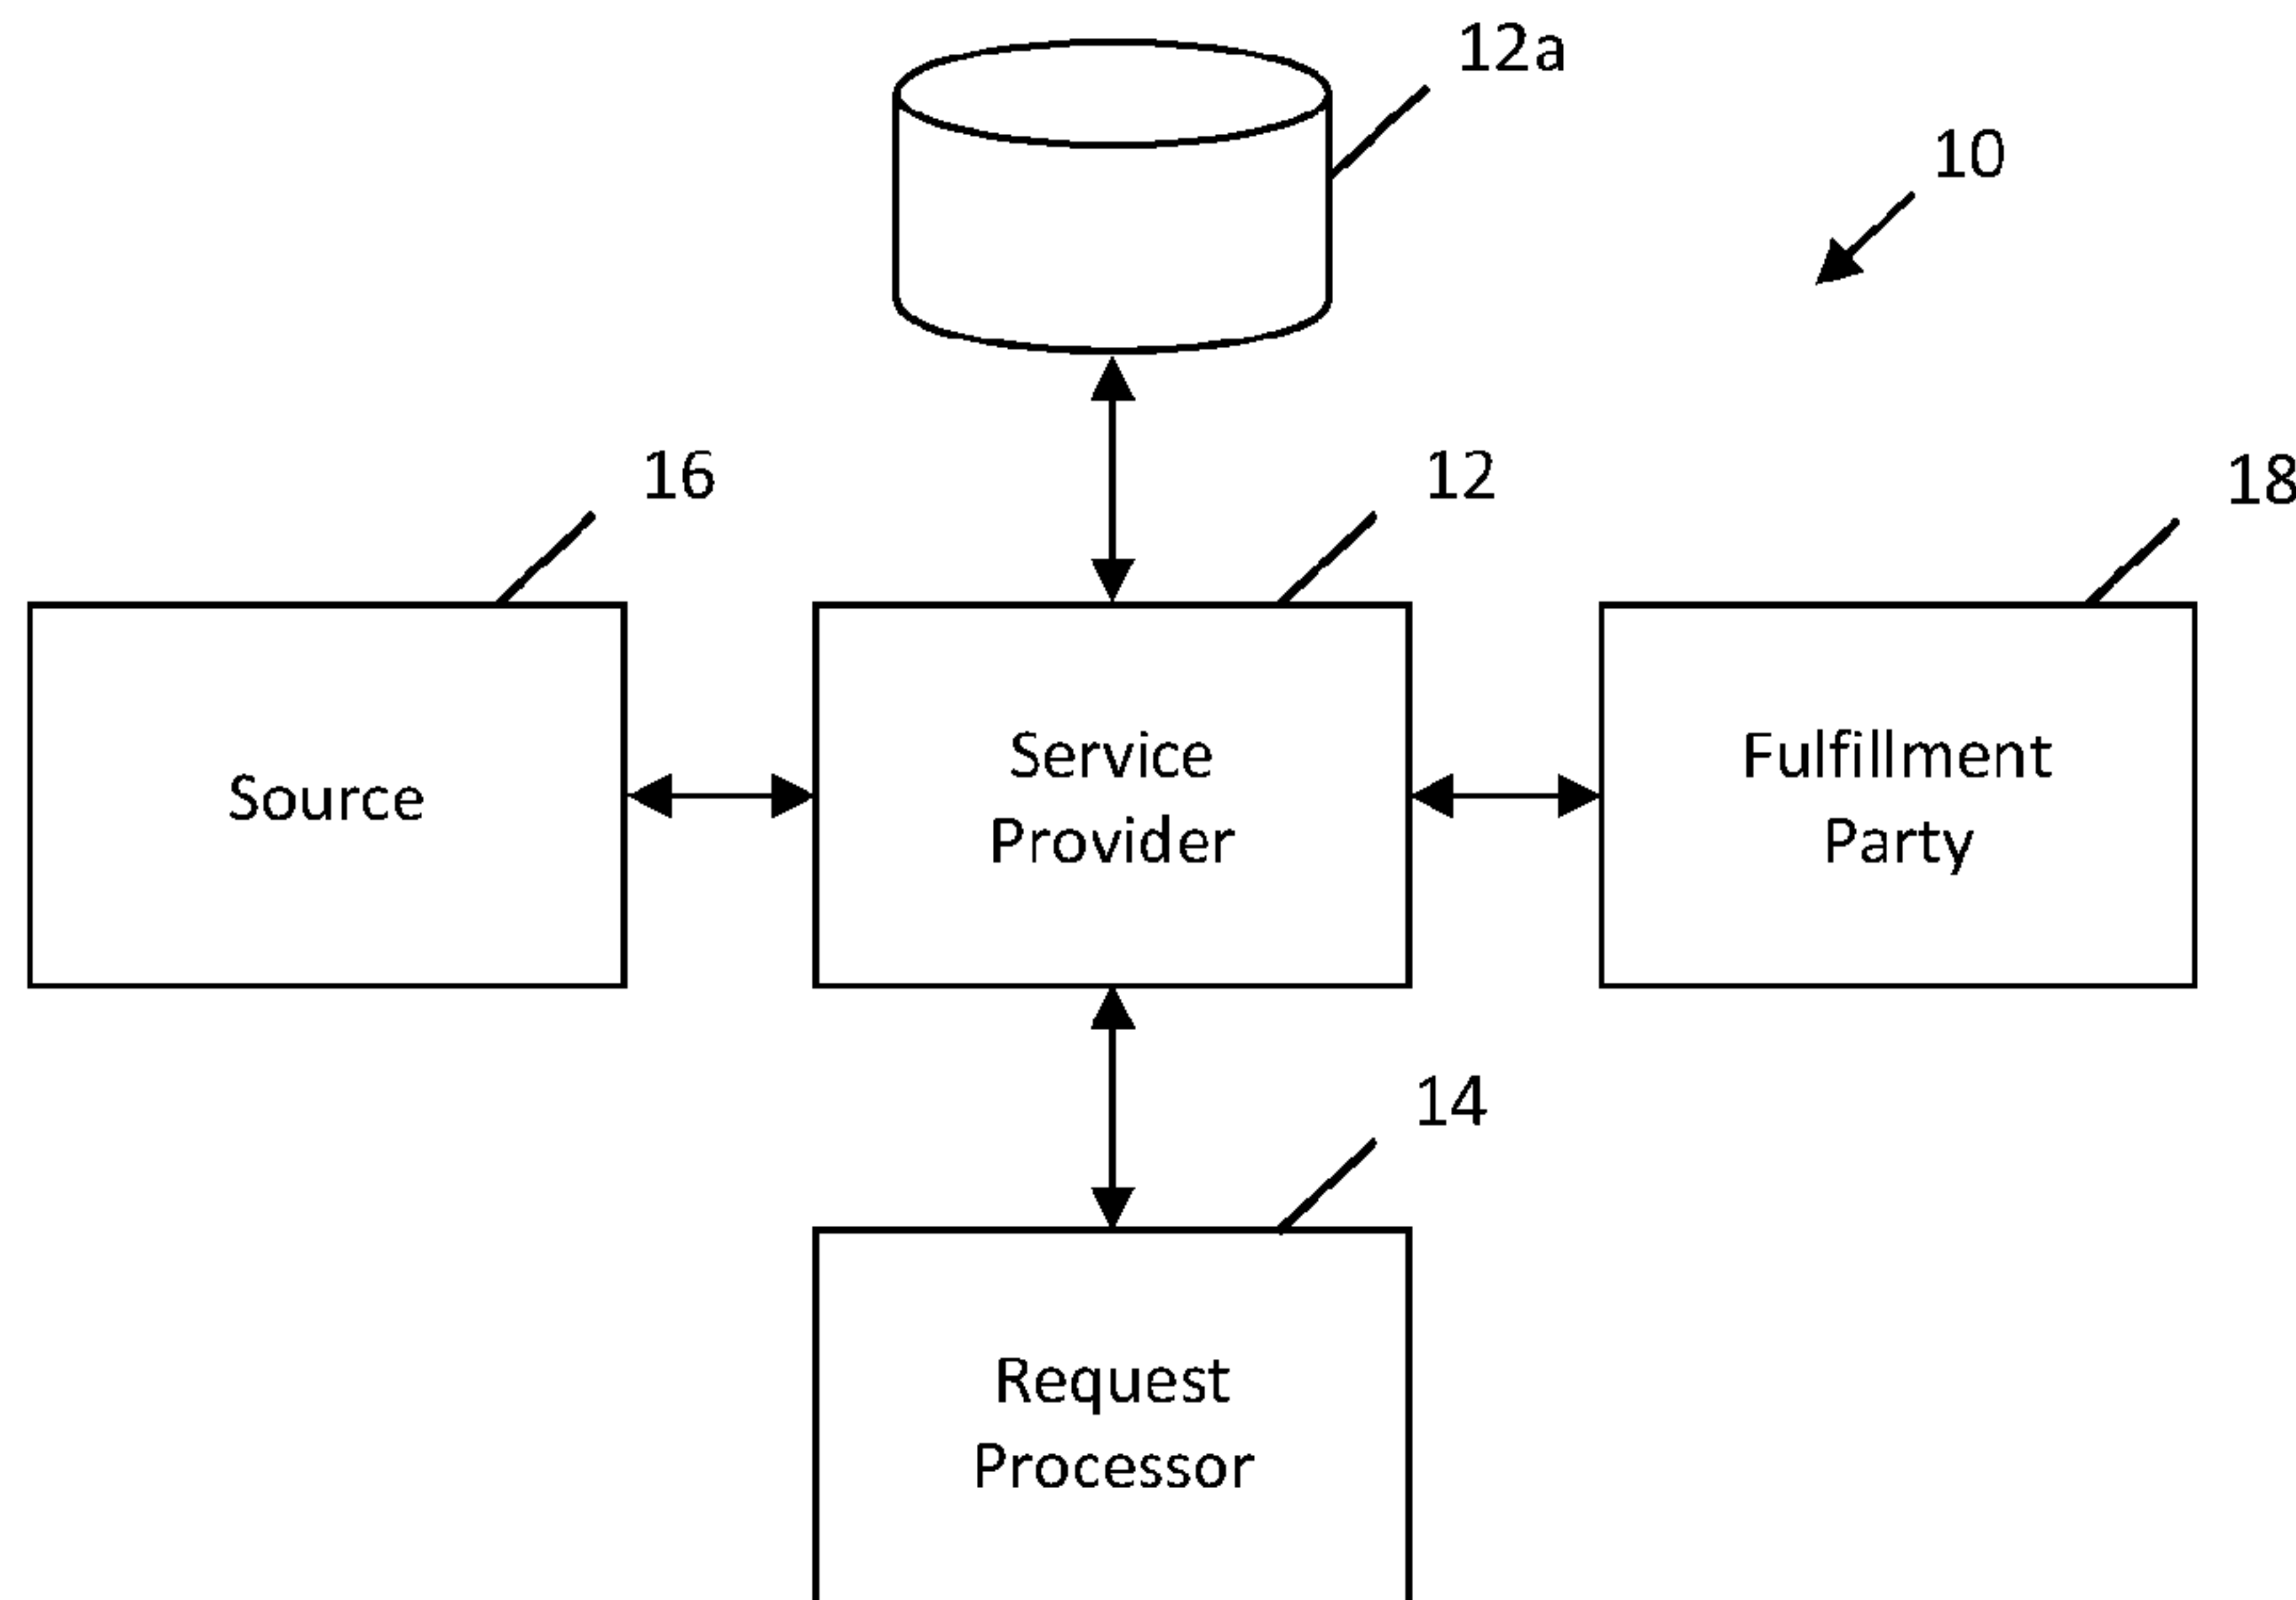 12a
10
16
12
18
Source
Service
Provider
Fulfillment
Party
14
Request
Processor